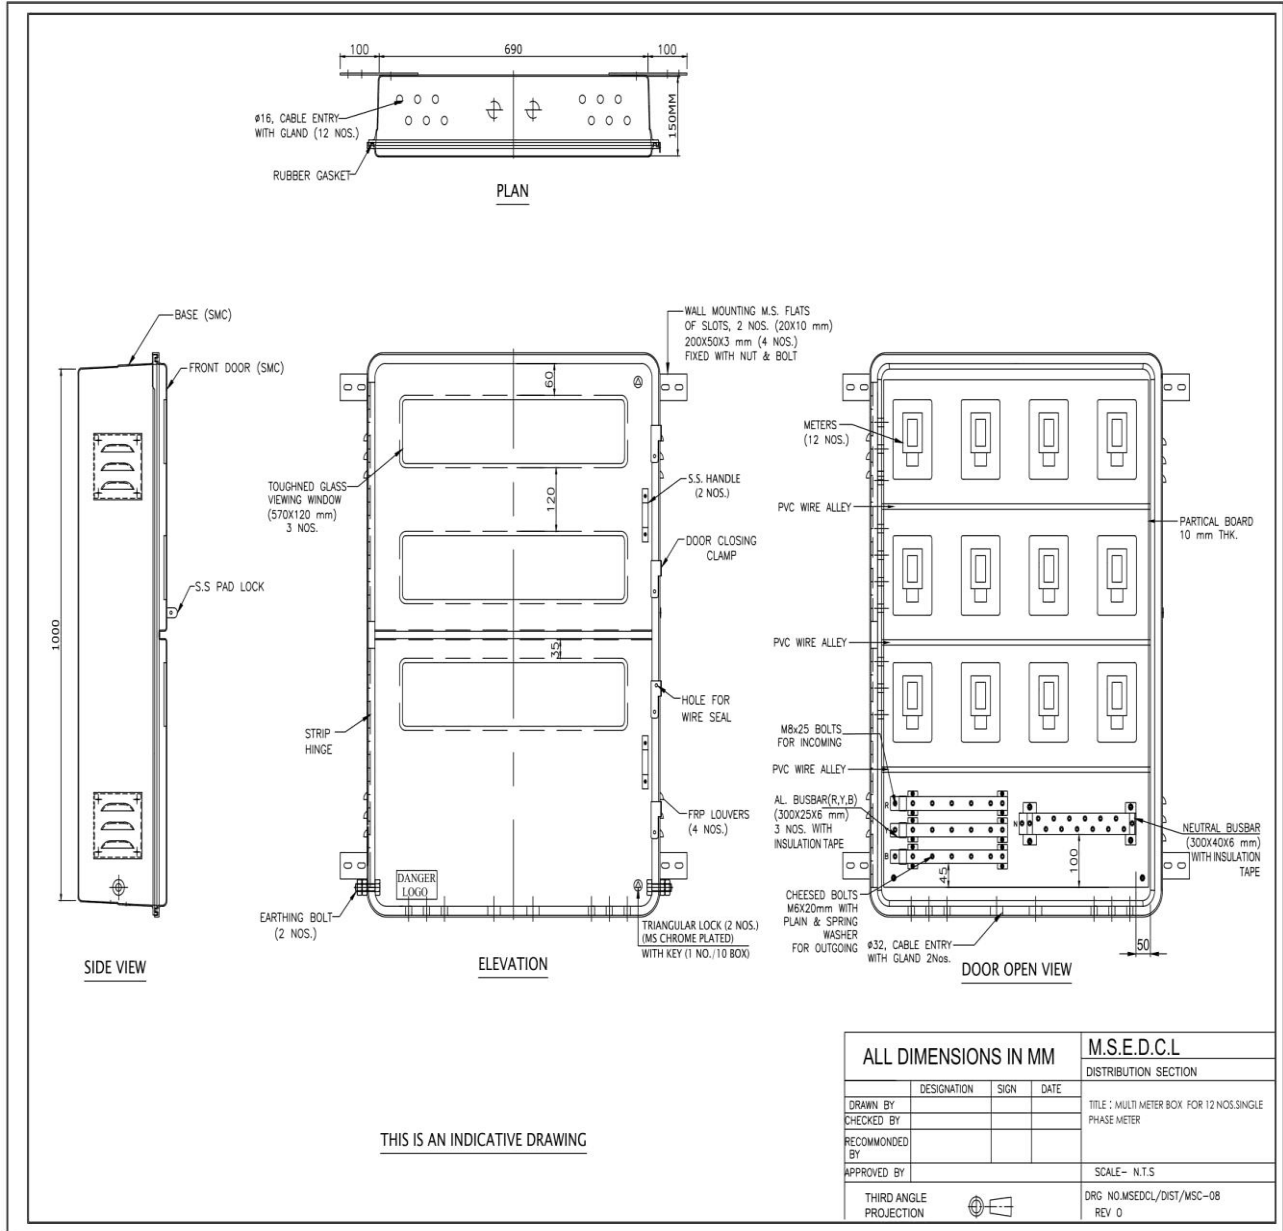 100
690
100
ø16, CABLE ENTRY
WITH GLAND (12 NOS.)
150MM
RUBBER GASKET
PLAN
BASE (SMC)
FRONT DOOR (SMC)
1000
S.S PAD LOCK
SIDE VIEW
WALL MOUNTING M.S. FLATS
OF SLOTS, 2 NOS. (20X10 mm)
200X50X3 mm (4 NOS.)
FIXED WITH NUT & BOLT
60
TOUGHNED GLASS
VIEWING WINDOW
(570X120 mm)
3 NOS.
120
S.S. HANDLE
(2 NOS.)
DOOR CLOSING
CLAMP
35
HOLE FOR
WIRE SEAL
STRIP
HINGE
FRP LOUVERS
(4 NOS.)
DANGER
LOGO
EARTHING BOLT
(2 NOS.)
TRIANGULAR LOCK (2 NOS.)
(MS CHROME PLATED)
WITH KEY (1 NO./10 BOX)
ELEVATION
METERS
(12 NOS.)
PVC WIRE ALLEY
PARTICAL BOARD
10 mm THK.
PVC WIRE ALLEY
M8x25 BOLTS
FOR INCOMING
PVC WIRE ALLEY
AL. BUSBAR(R,Y,B)
(300X25X6 mm)
3 NOS. WITH
INSULATION TAPE
R
Y
B
N
NEUTRAL BUSBAR
(300X40X6 mm)
WITH INSULATION
TAPE
45
100
CHEESED BOLTS
M6X20mm WITH
PLAIN & SPRING
WASHER
FOR OUTGOING
ø32, CABLE ENTRY
WITH GLAND 2Nos.
50
DOOR OPEN VIEW
THIS IS AN INDICATIVE DRAWING
ALL DIMENSIONS IN MM
M.S.E.D.C.L
DISTRIBUTION SECTION
DESIGNATION SIGN DATE
DRAWN BY
CHECKED BY
RECOMMONDED
BY
APPROVED BY
TITLE : MULTI METER BOX FOR 12 NOS.SINGLE
PHASE METER
SCALE- N.T.S
THIRD ANGLE
PROJECTION
DRG NO.MSEDCL/DIST/MSC-08
REV 0